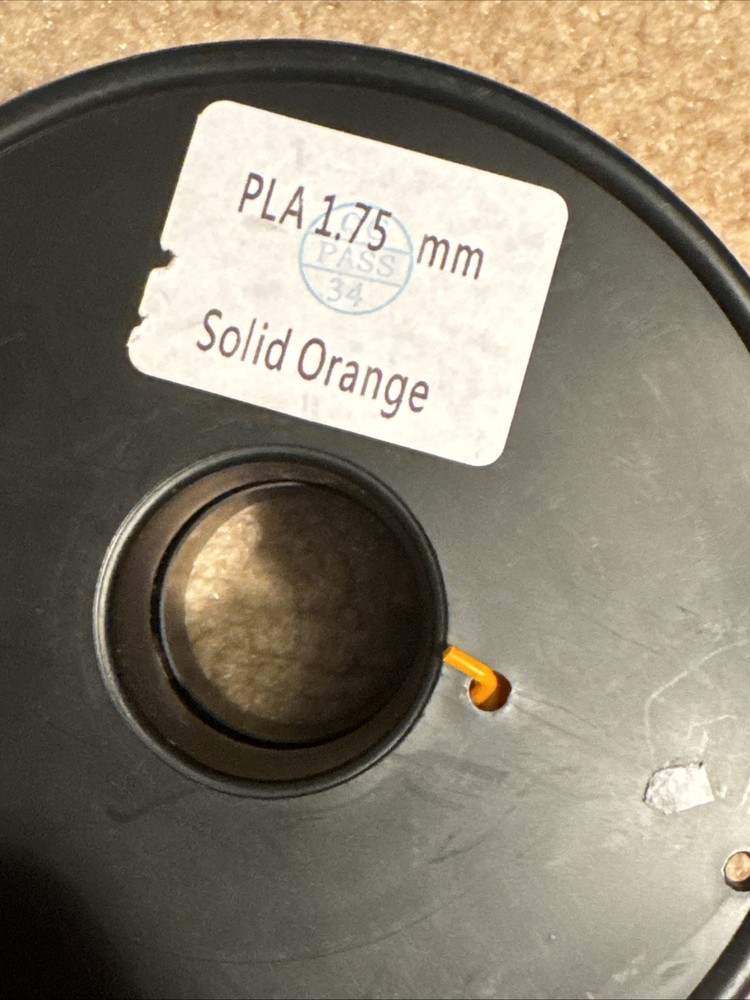 PLA 1.75 mm
QC
PASS
34
Solid Orange